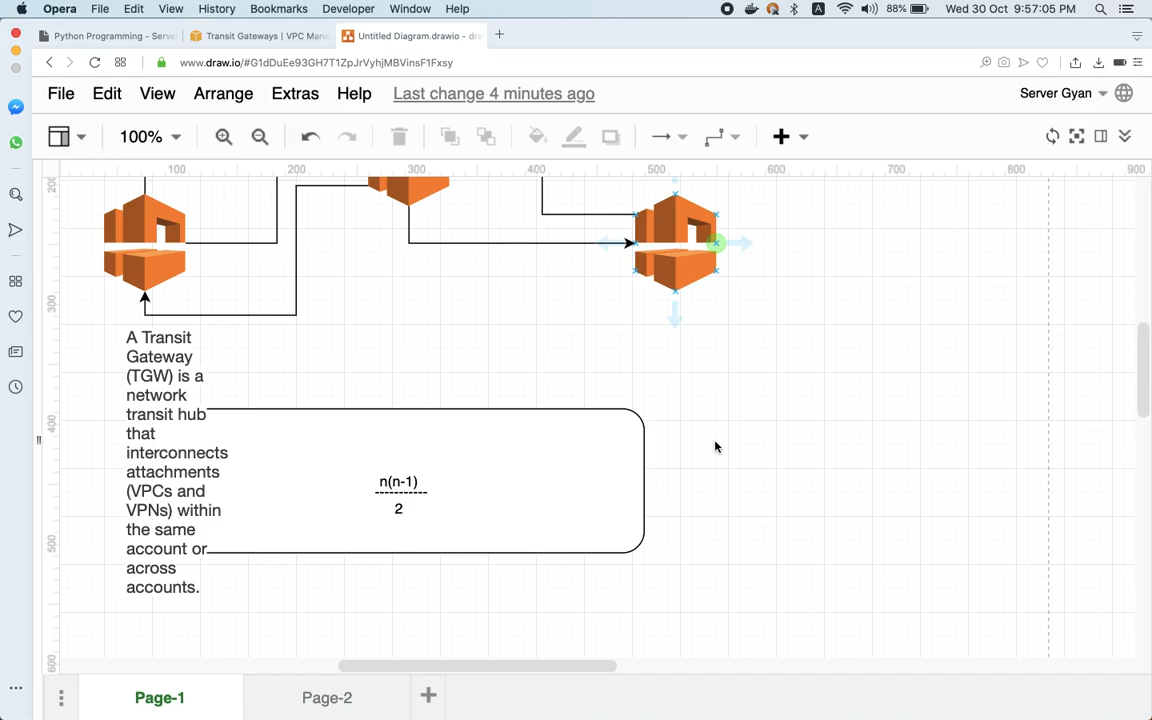 Opera File Edit View History Bookmarks Developer Window Help
A 88% Wed 30 Oct 9:57:05 PM
Python Programming - Serve
Transit Gateways | VPC Mana
Untitled Diagram.drawio - dra
www.draw.io/#G1dDuEe93GH7T1ZpJrVyhjMBVinsF1Fxsy
File Edit View Arrange Extras Help Last change 4 minutes ago
Server Gyan
100%
100 200 300 400 500 600 700 800 900
200
300
400
500
600
A Transit
Gateway
(TGW) is a
network
transit hub
that
interconnects
attachments
(VPCs and
VPNs) within
the same
account or
across
accounts.
n(n-1)
----------
2
Page-1 Page-2